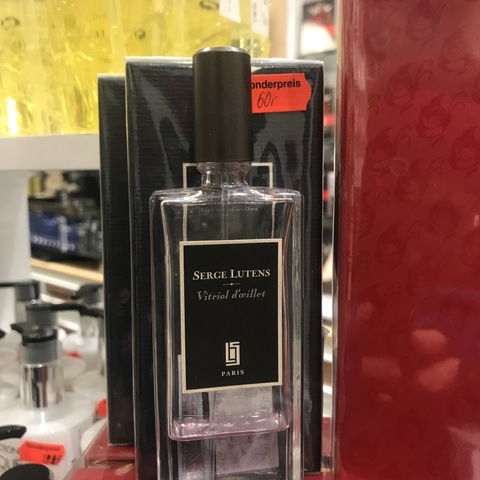 onderpreis
60,-
SERGE LUTENS
Vitriol d'œillet
PARIS